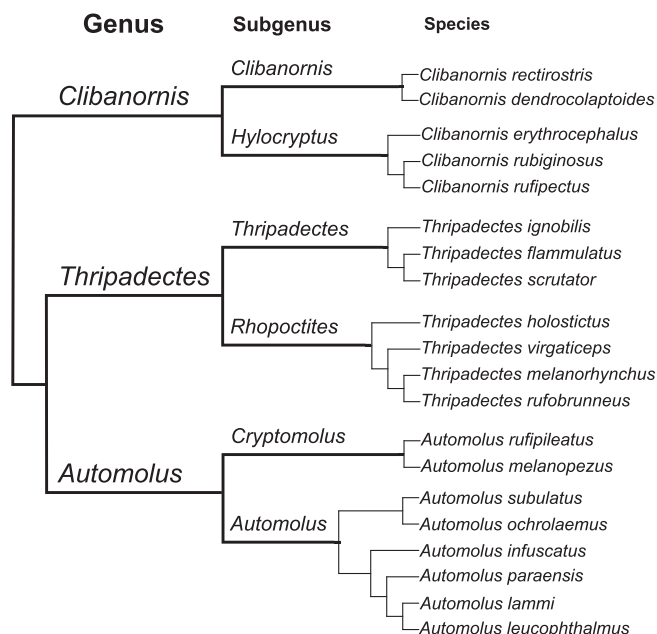 Genus Subgenus Species
Clibanornis
Clibanornis
Clibanornis rectirostris
Clibanornis dendrocolaptoides
Hylocryptus
Clibanornis erythrocephalus
Clibanornis rubiginosus
Clibanornis rufipectus
Thripadectes
Thripadectes
Thripadectes ignobilis
Thripadectes flammulatus
Thripadectes scrutator
Rhopoctites
Thripadectes holostictus
Thripadectes virgaticeps
Thripadectes melanorhynchus
Thripadectes rufobrunneus
Automolus
Cryptomolus
Automolus rufipileatus
Automolus melanopezus
Automolus
Automolus subulatus
Automolus ochrolaemus
Automolus infuscatus
Automolus paraensis
Automolus lammi
Automolus leucophthalmus